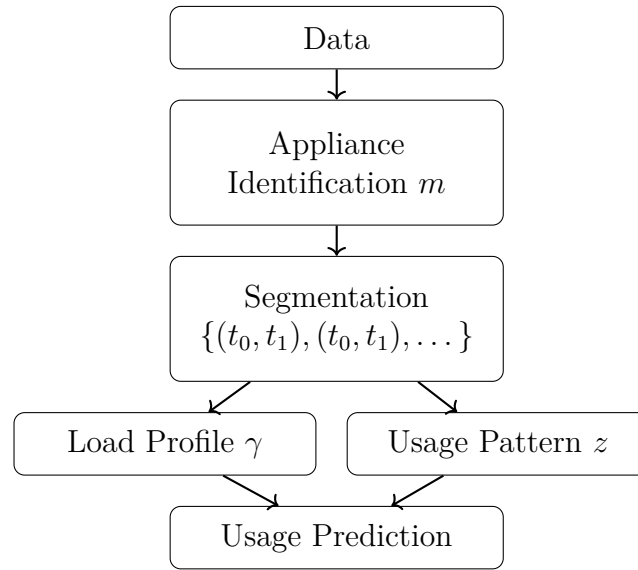 Data
Appliance
Identification m
Segmentation
{(t₀, t₁), (t₀, t₁), . . . }
Load Profile γ
Usage Pattern z
Usage Prediction